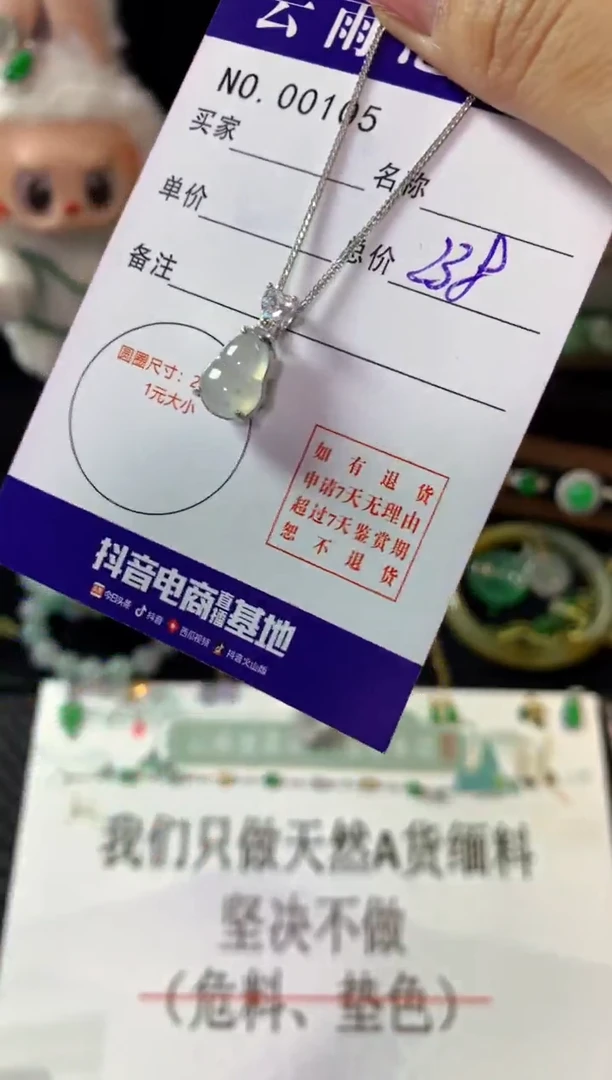 云雨
NO.00105
买家
名称
单价
总价 238
备注
圆圈尺寸：2
1元大小
如有退货
申请7天无理由
超过7天鉴赏期
恕不退货
抖音电商直播基地
今日头条 抖音 西瓜视频 抖音火山版
我们只做天然A货缅料
坚决不做
（危料、垫色）